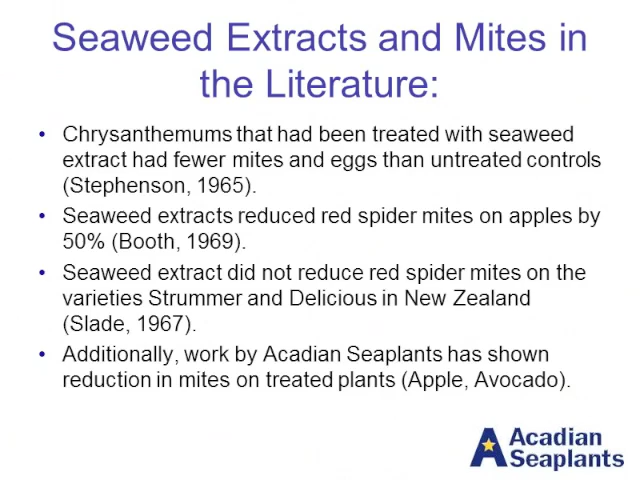 Seaweed Extracts and Mites in
the Literature:
• Chrysanthemums that had been treated with seaweed
extract had fewer mites and eggs than untreated controls
(Stephenson, 1965).
• Seaweed extracts reduced red spider mites on apples by
50% (Booth, 1969).
• Seaweed extract did not reduce red spider mites on the
varieties Strummer and Delicious in New Zealand
(Slade, 1967).
• Additionally, work by Acadian Seaplants has shown
reduction in mites on treated plants (Apple, Avocado).
Acadian
Seaplants